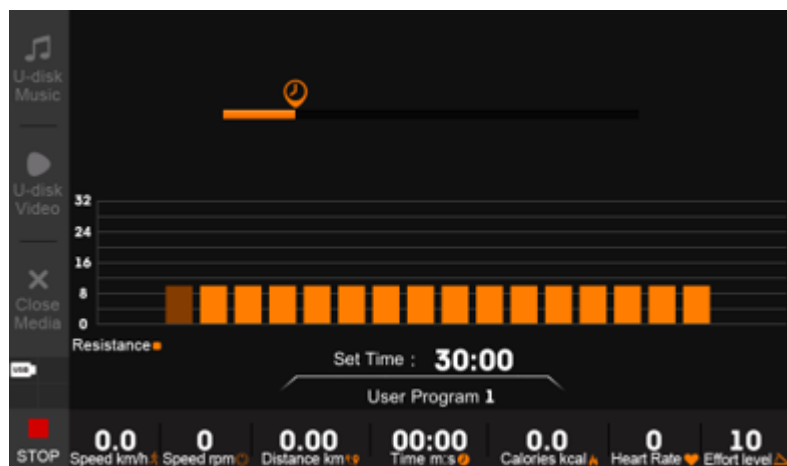 U-disk
Music
U-disk
Video
Close
Media
32
24
16
8
0
Resistance
Set Time : 30:00
User Program 1
USB
STOP
0.0
Speed km/h
0
Speed rpm
0.00
Distance km
00:00
Time m:s
0.0
Calories kcal
0
Heart Rate
10
Effort level